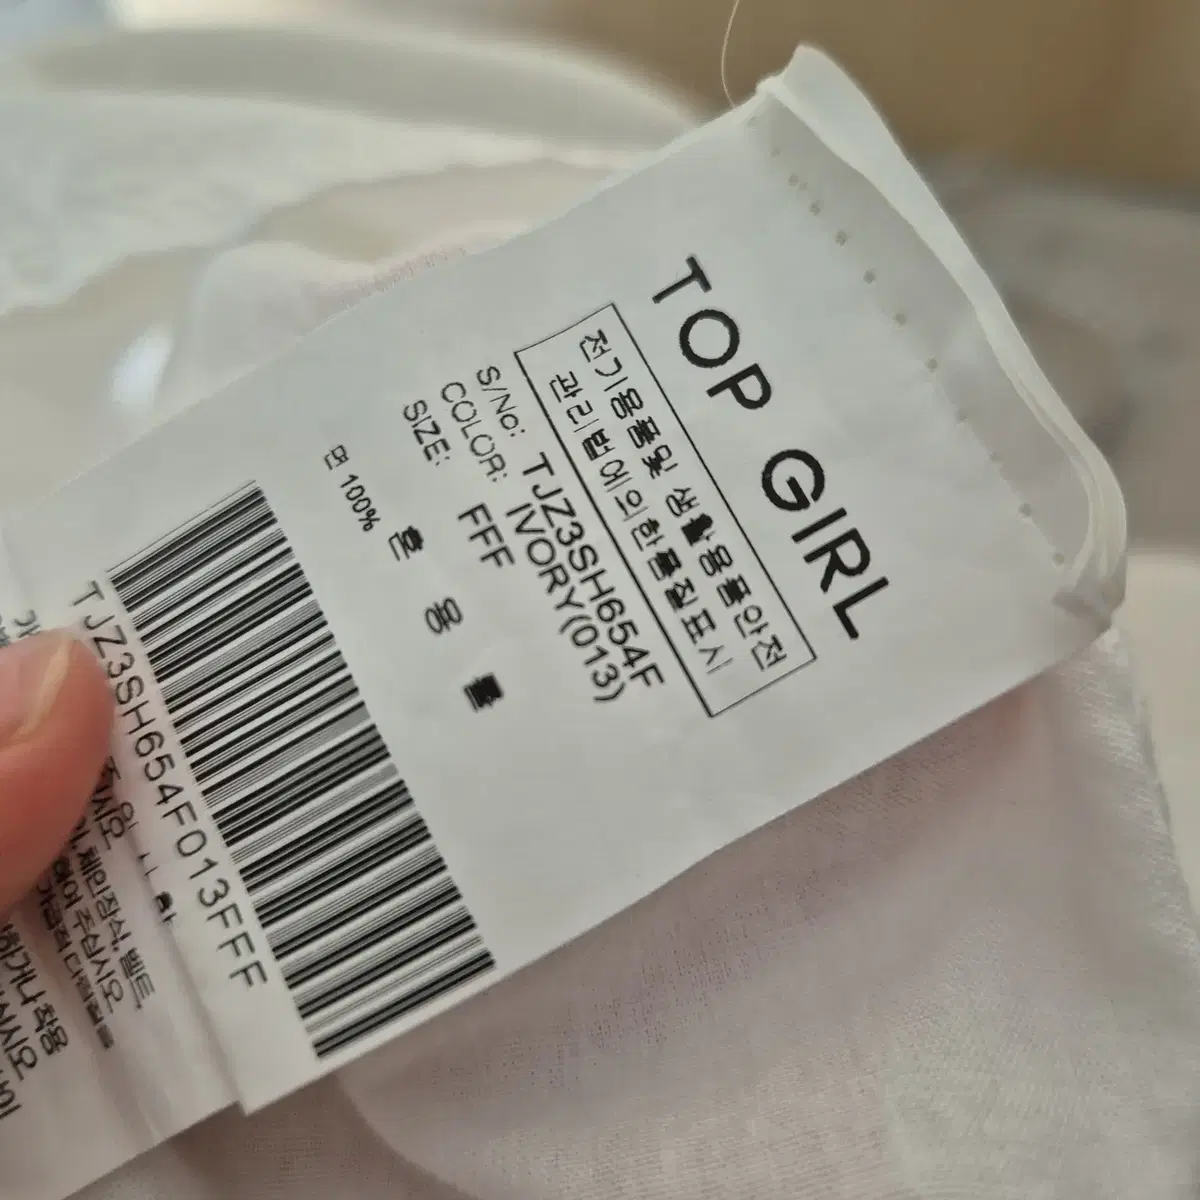 TOP GIRL
전기용품및 생활용품안전
관리법에의한품질표시
S/No: TJZ3SH654F
COLOR: IVORY(013)
SIZE: FFF
혼 용 률
면 100%
TJZ3SH654F013FFF